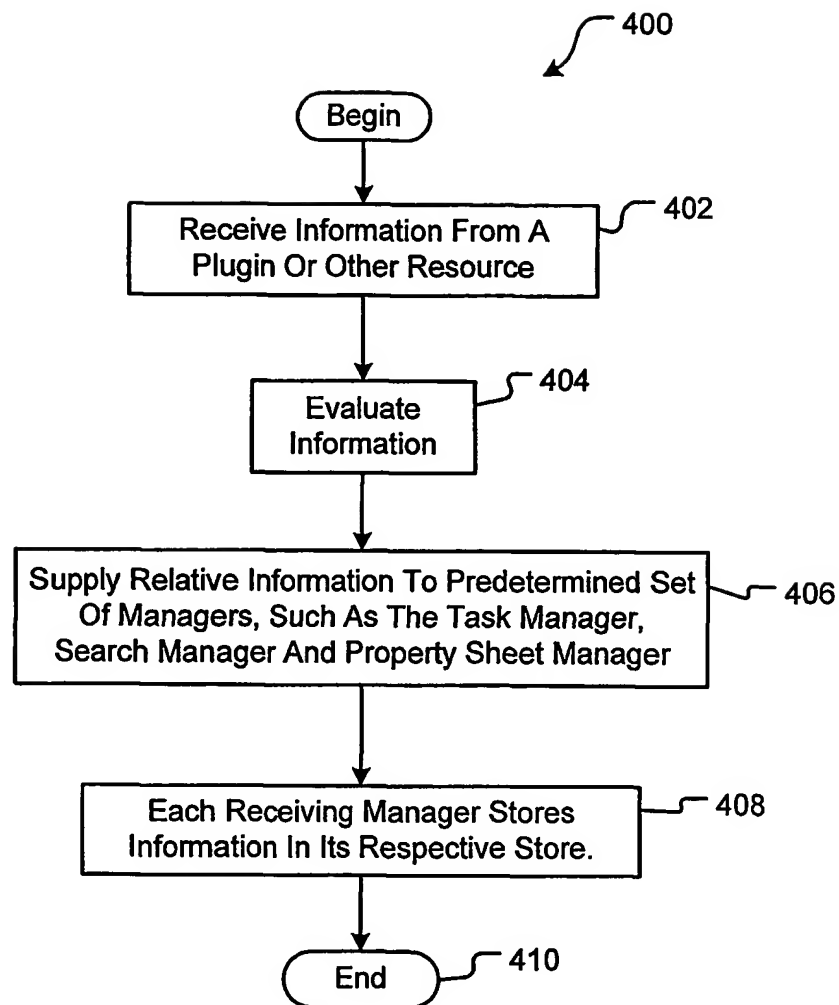 400
Begin
402
Receive Information From A
Plugin Or Other Resource
404
Evaluate
Information
406
Supply Relative Information To Predetermined Set
Of Managers, Such As The Task Manager,
Search Manager And Property Sheet Manager
408
Each Receiving Manager Stores
Information In Its Respective Store.
End
410